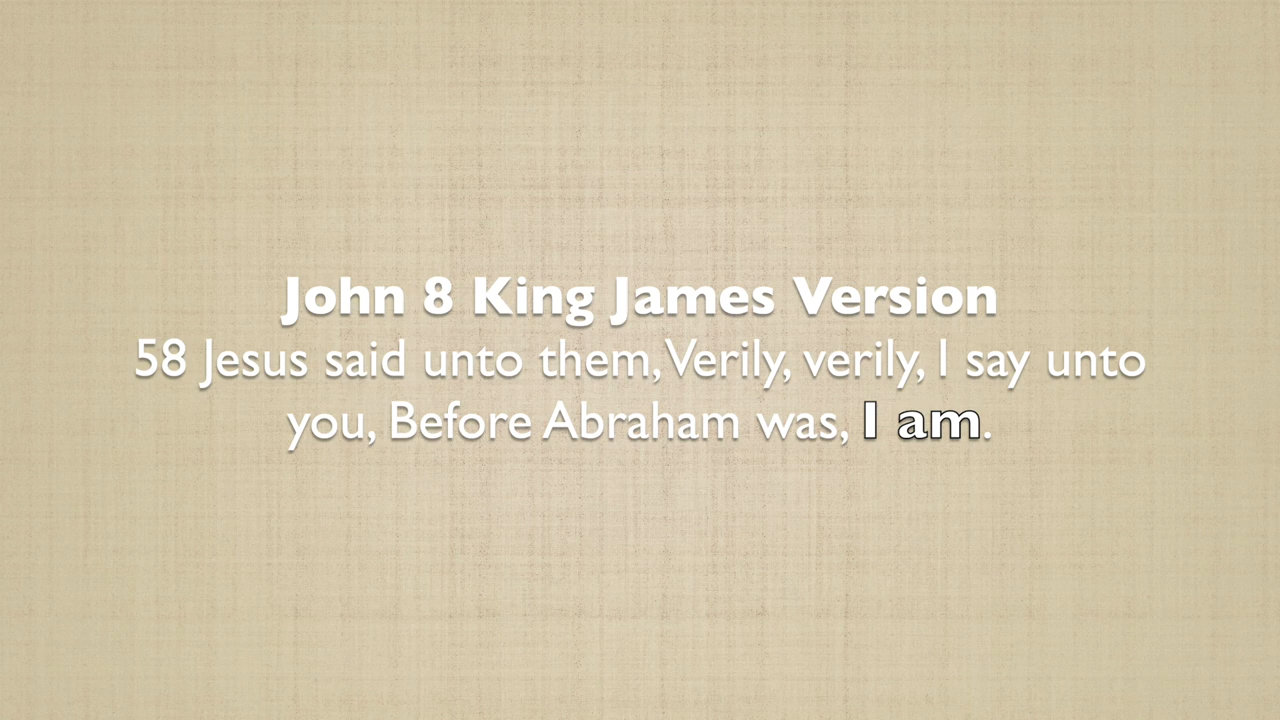 John 8 King James Version
58 Jesus said unto them, Verily, verily, I say unto
you, Before Abraham was, I am.